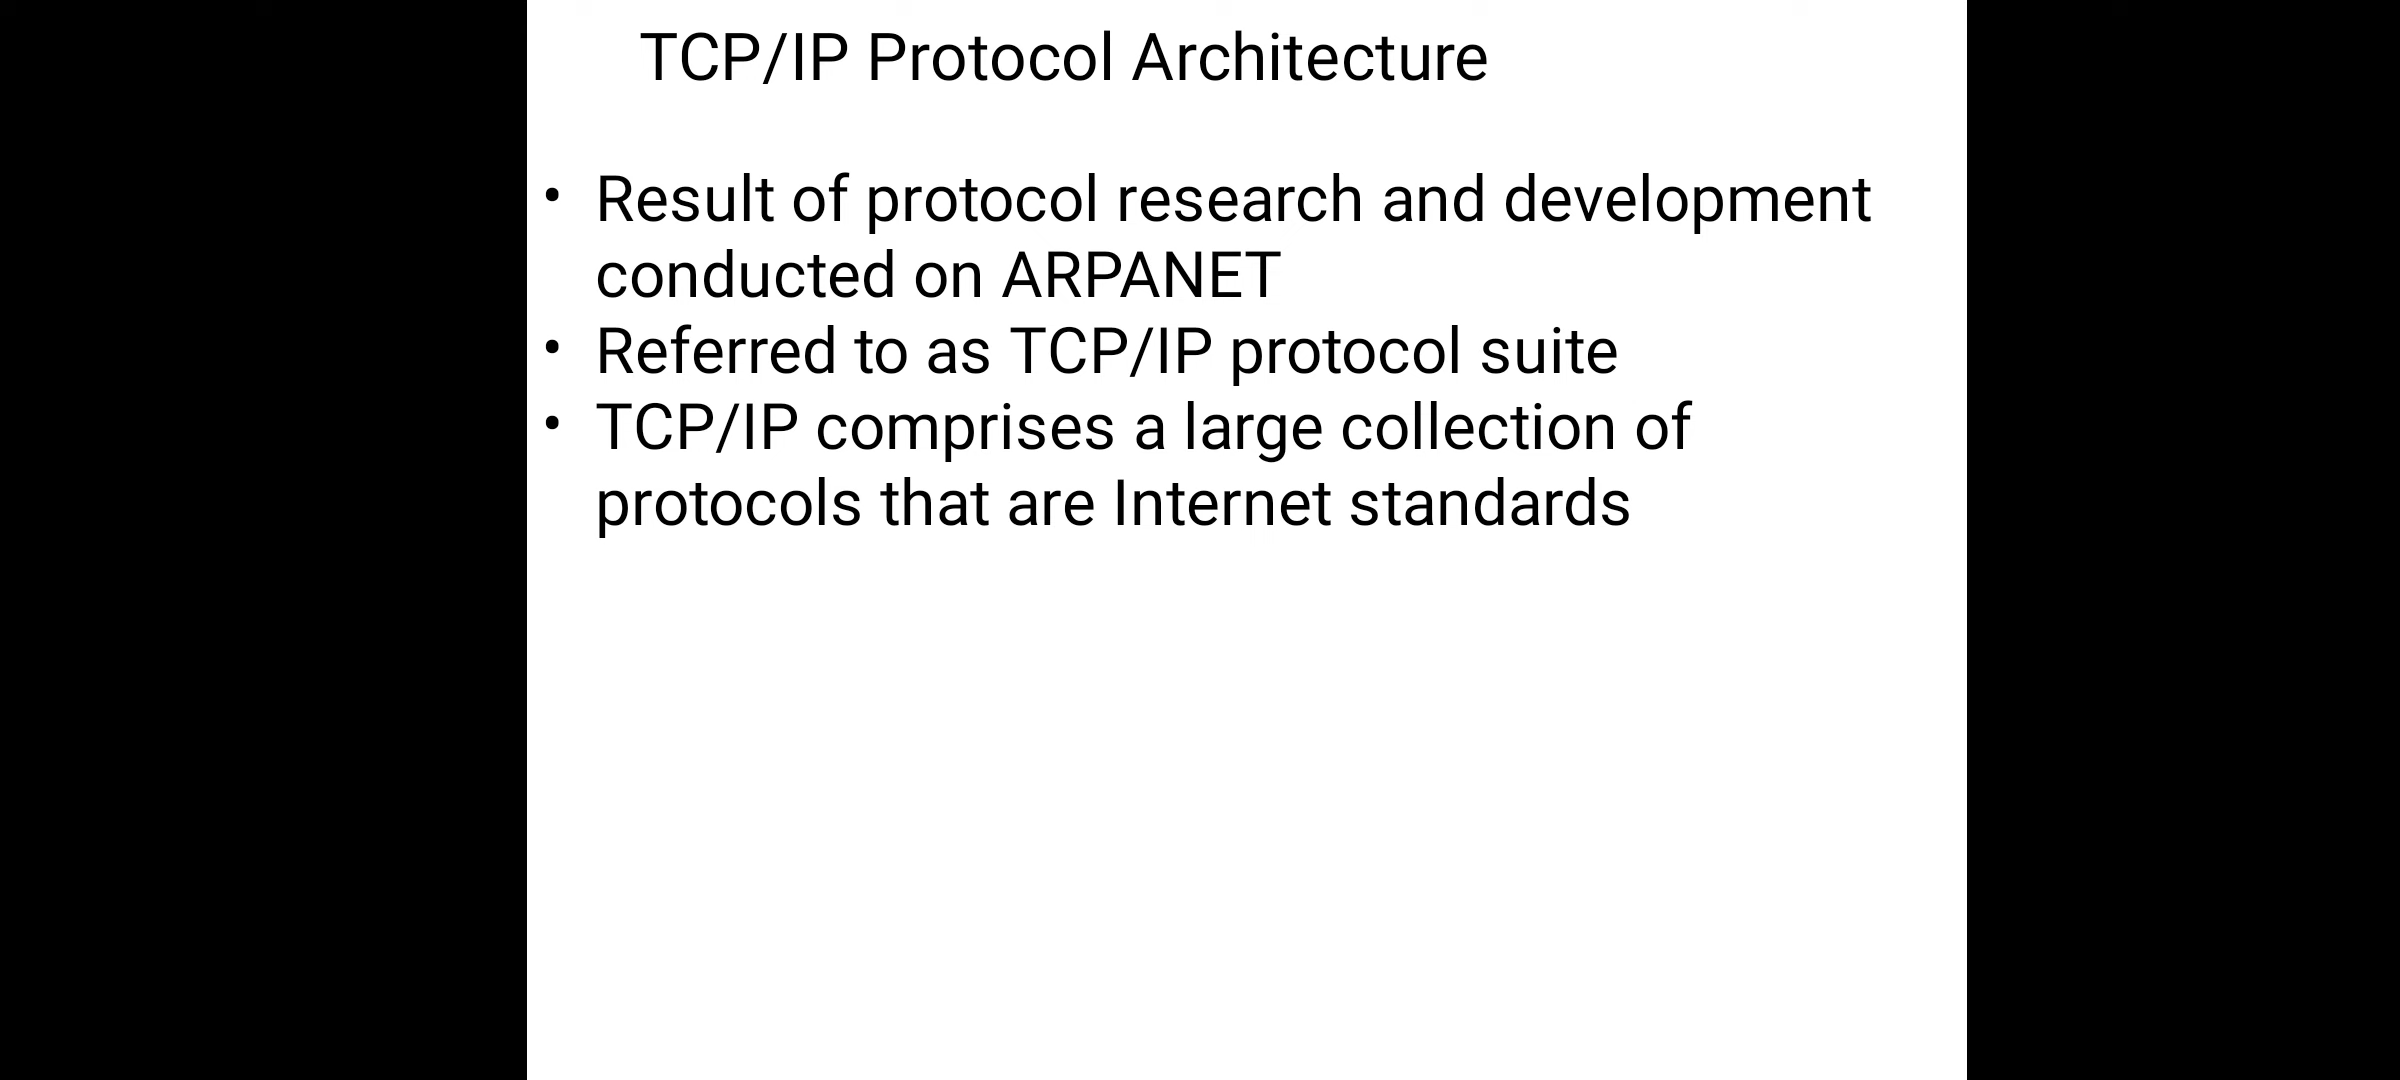 TCP/IP Protocol Architecture
• Result of protocol research and development
conducted on ARPANET
• Referred to as TCP/IP protocol suite
• TCP/IP comprises a large collection of
protocols that are Internet standards